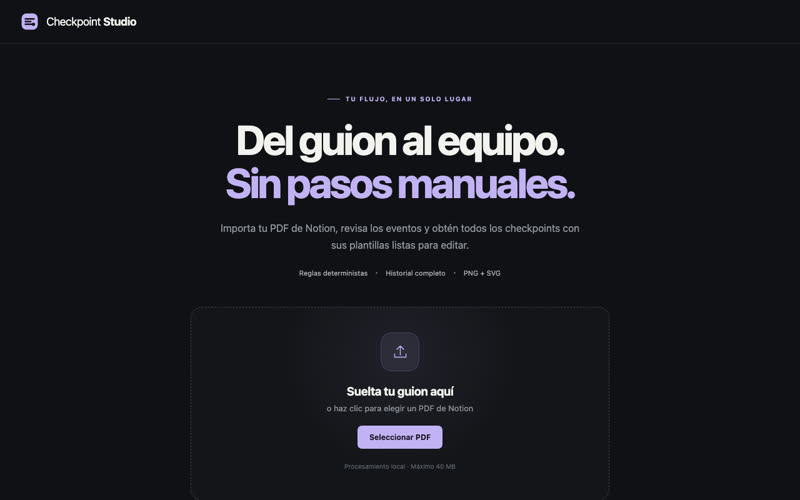 Checkpoint Studio
TU FLUJO, EN UN SOLO LUGAR
Del guion al equipo.
Sin pasos manuales.
Importa tu PDF de Notion, revisa los eventos y obtén todos los checkpoints con
sus plantillas listas para editar.
Reglas deterministas • Historial completo • PNG + SVG
Suelta tu guion aquí
o haz clic para elegir un PDF de Notion
Seleccionar PDF
Procesamiento local · Máximo 40 MB